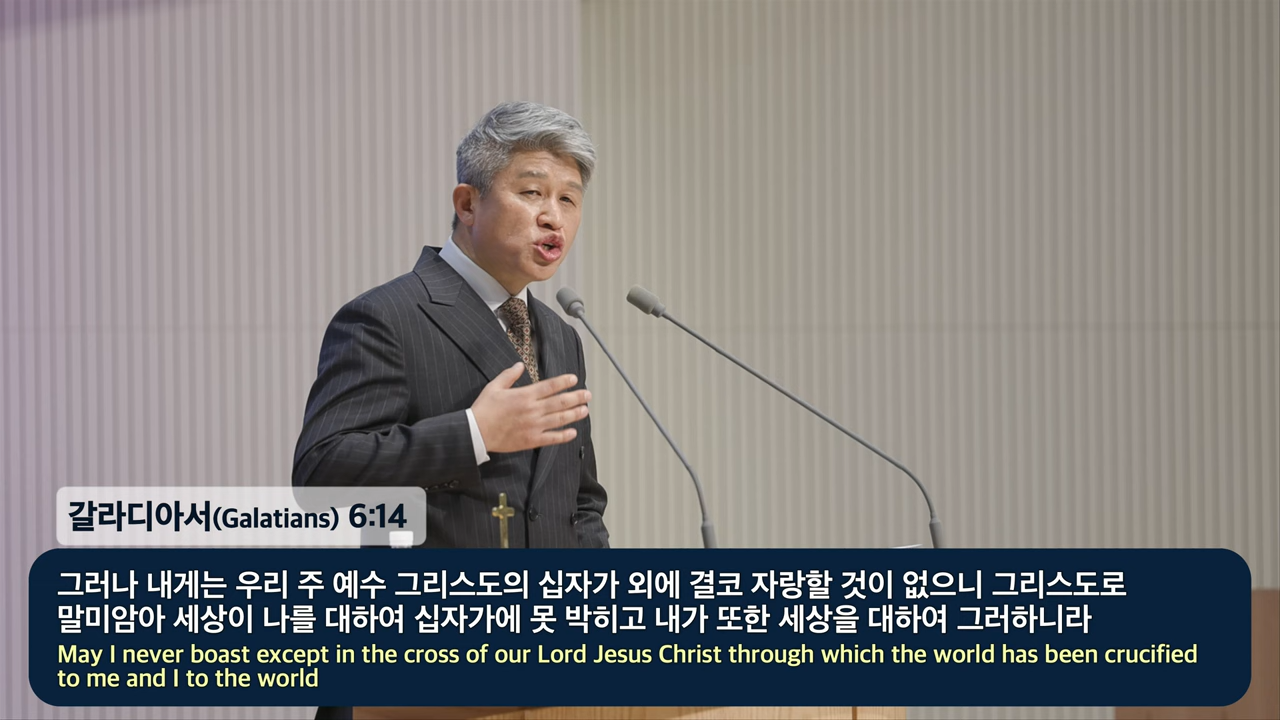 갈라디아서(Galatians) 6:14
그러나 내게는 우리 주 예수 그리스도의 십자가 외에 결코 자랑할 것이 없으니 그리스도로
말미암아 세상이 나를 대하여 십자가에 못 박히고 내가 또한 세상을 대하여 그러하니라
May I never boast except in the cross of our Lord Jesus Christ through which the world has been crucified
to me and I to the world